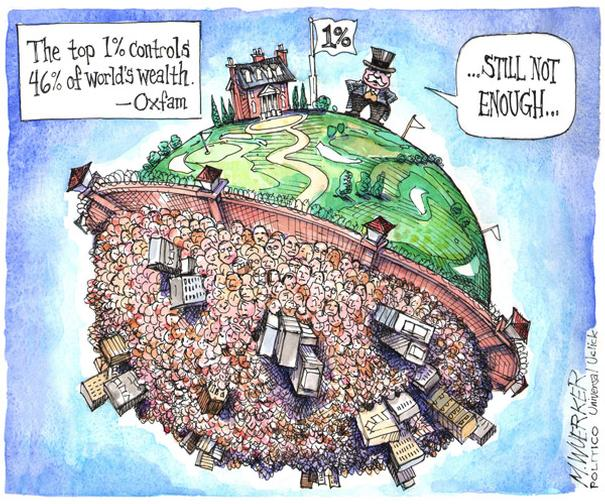 The top 1% controls
46% of world's wealth.
—Oxfam
1%
...STILL NOT
ENOUGH...
M.WUERKER
POLITICO Universal Uclick